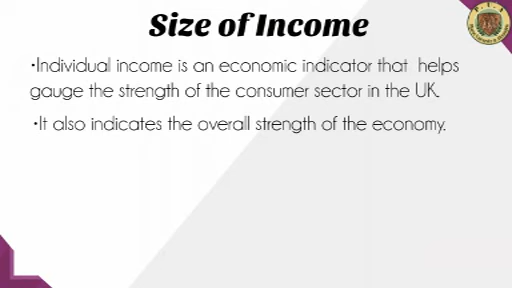 Size of Income
•Individual income is an economic indicator that helps
gauge the strength of the consumer sector in the UK.
•It also indicates the overall strength of the economy.